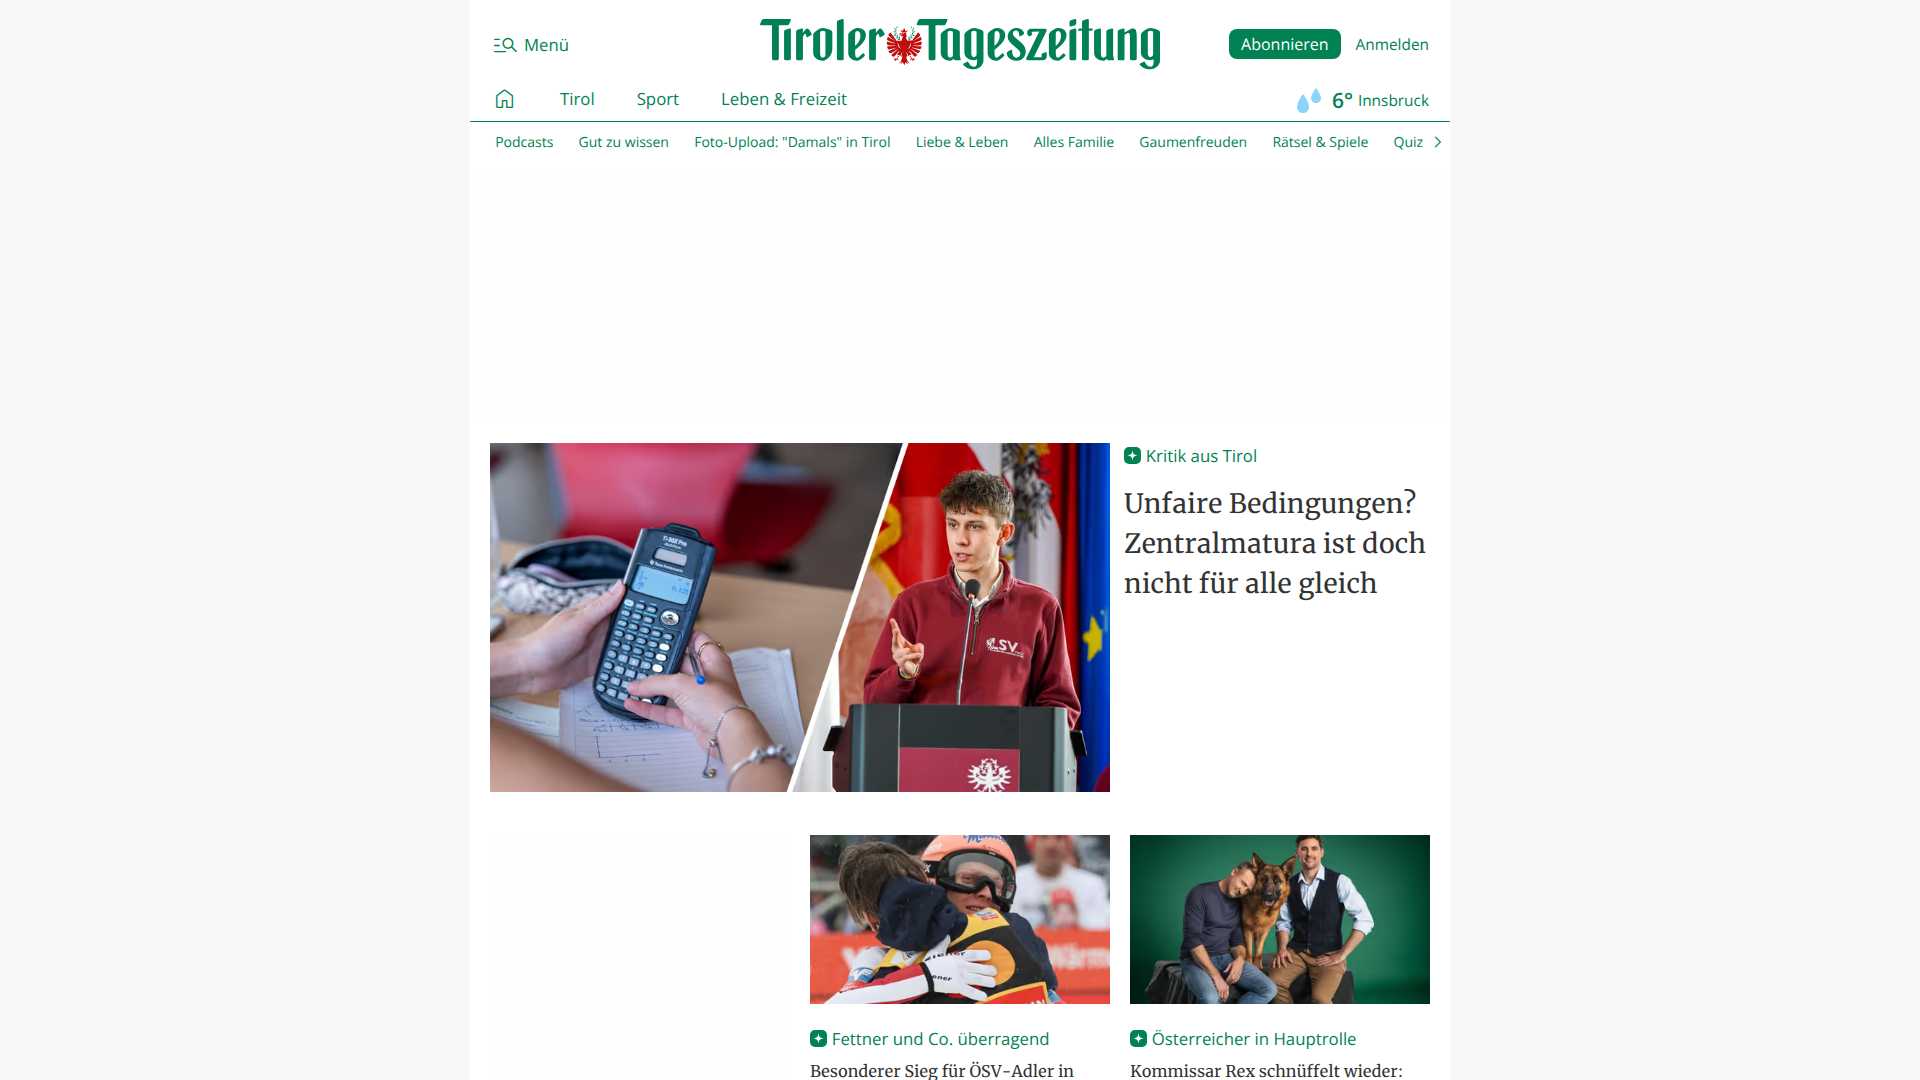 Menü
Tiroler Tageszeitung
Abonnieren
Anmelden
Tirol
Sport
Leben & Freizeit
6° Innsbruck
Podcasts
Gut zu wissen
Foto-Upload: "Damals" in Tirol
Liebe & Leben
Alles Familie
Gaumenfreuden
Rätsel & Spiele
Quiz
LSV
Kritik aus Tirol
Unfaire Bedingungen?
Zentralmatura ist doch
nicht für alle gleich
Fettner und Co. überragend
Besonderer Sieg für ÖSV-Adler in
Österreicher in Hauptrolle
Kommissar Rex schnüffelt wieder: